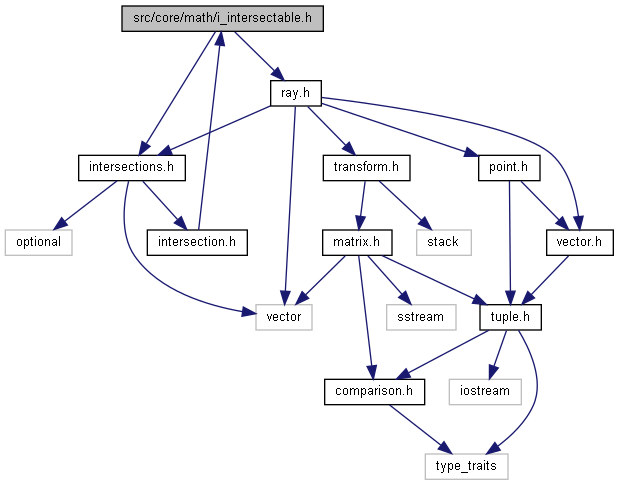 src/core/math/i_intersectable.h
ray.h
intersections.h
transform.h
point.h
optional
intersection.h
matrix.h
stack
vector.h
vector
sstream
tuple.h
comparison.h
iostream
type_traits